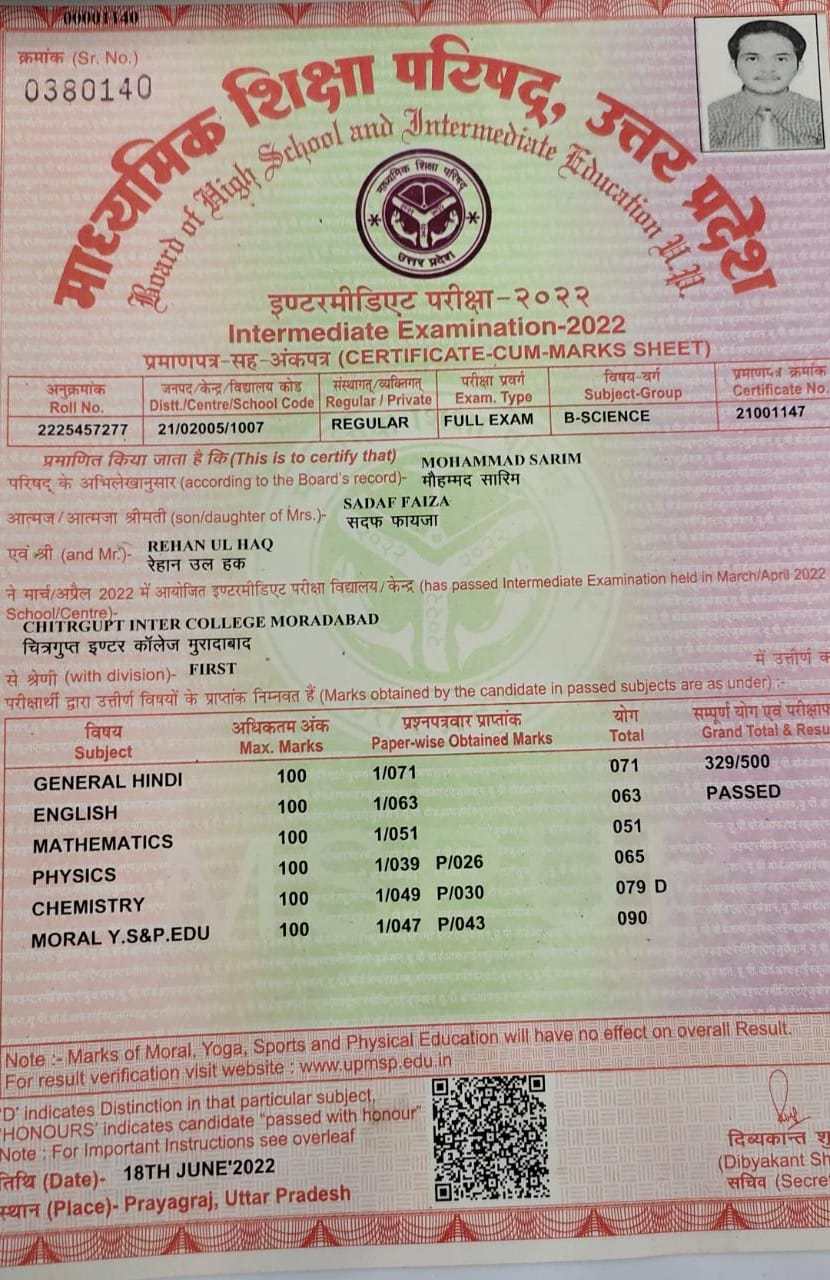 00001140
क्रमांक (Sr. No.)
0380140
माध्यमिक शिक्षा परिषद्, उत्तर प्रदेश
Board of High School and Intermediate Education U.P.
माध्यमिक शिक्षा परिषद्
उत्तर प्रदेश
इण्टरमीडिएट परीक्षा-२०२२
Intermediate Examination-2022
प्रमाणपत्र-सह-अंकपत्र (CERTIFICATE-CUM-MARKS SHEET)
अनुक्रमांक जनपद/केन्द्र/विद्यालय कोड संस्थागत/व्यक्तिगत परीक्षा प्रवर्ग विषय-वर्ग प्रमाणपत्र क्रमांक
Roll No. Distt./Centre/School Code Regular / Private Exam. Type Subject-Group Certificate No.
2225457277 21/02005/1007 REGULAR FULL EXAM B-SCIENCE 21001147
प्रमाणित किया जाता है कि (This is to certify that) MOHAMMAD SARIM
परिषद् के अभिलेखानुसार (according to the Board's record)- मौहम्मद सारिम
SADAF FAIZA
आत्मज/आत्मजा श्रीमती (son/daughter of Mrs.)- सदफ फायजा
REHAN UL HAQ
एवं श्री (and Mr.)- रेहान उल हक
ने मार्च/अप्रैल 2022 में आयोजित इण्टरमीडिएट परीक्षा विद्यालय/केन्द्र (has passed Intermediate Examination held in March/April 2022
School/Centre)-
CHITRGUPT INTER COLLEGE MORADABAD
चित्रगुप्त इण्टर कॉलेज मुरादाबाद
से श्रेणी (with division)- FIRST में उत्तीर्ण
परीक्षार्थी द्वारा उत्तीर्ण विषयों के प्राप्तांक निम्नवत हैं (Marks obtained by the candidate in passed subjects are as under) :-
विषय अधिकतम अंक प्रश्नपत्रवार प्राप्तांक योग सम्पूर्ण योग एवं परीक्षाप
Subject Max. Marks Paper-wise Obtained Marks Total Grand Total & Resu
GENERAL HINDI 100 1/071 071 329/500
ENGLISH 100 1/063 063 PASSED
MATHEMATICS 100 1/051 051
PHYSICS 100 1/039 P/026 065
CHEMISTRY 100 1/049 P/030 079 D
MORAL Y.S&P.EDU 100 1/047 P/043 090
Note :- Marks of Moral, Yoga, Sports and Physical Education will have no effect on overall Result.
For result verification visit website : www.upmsp.edu.in
'D' indicates Distinction in that particular subject,
'HONOURS' indicates candidate "passed with honour"
Note : For Important Instructions see overleaf
तिथि (Date)- 18TH JUNE'2022
स्थान (Place)- Prayagraj, Uttar Pradesh
दिव्यकान्त शु
(Dibyakant Sh
सचिव (Secre